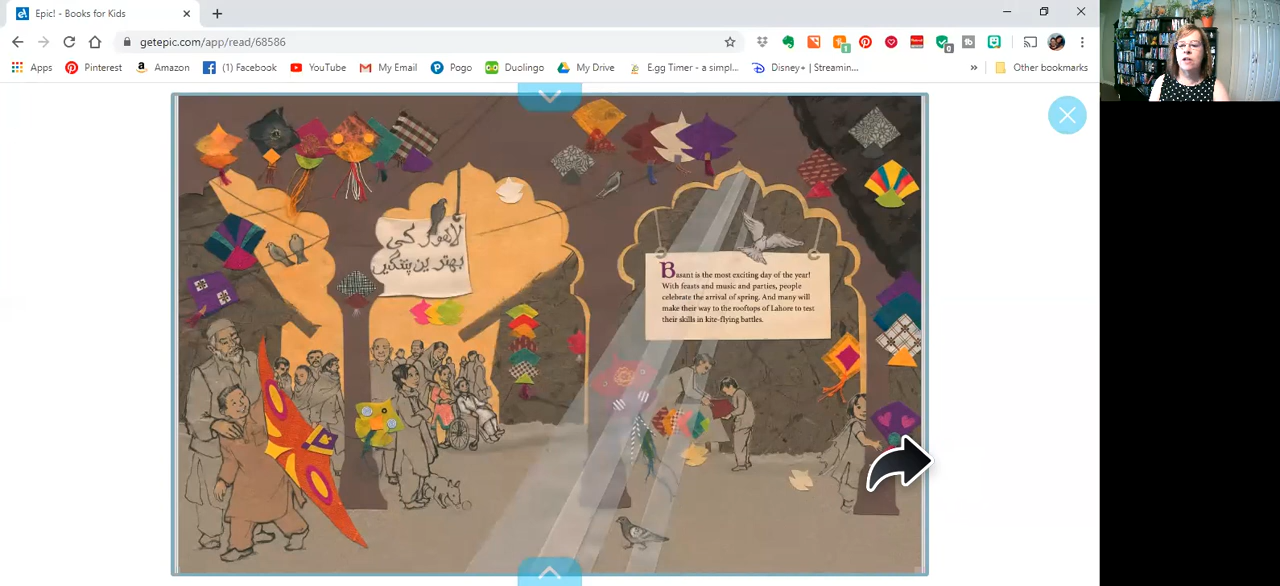 Epic! - Books for Kids
getepic.com/app/read/68586
Apps Pinterest Amazon (1) Facebook YouTube My Email Pogo Duolingo My Drive E.gg Timer - a simpl... Disney+ | Streamin... » Other bookmarks
لاہور کی
بہترین پتنگیں
Basant is the most exciting day of the year!
With feasts and music and parties, people
celebrate the arrival of spring. And many will
make their way to the rooftops of Lahore to test
their skills in kite-flying battles.